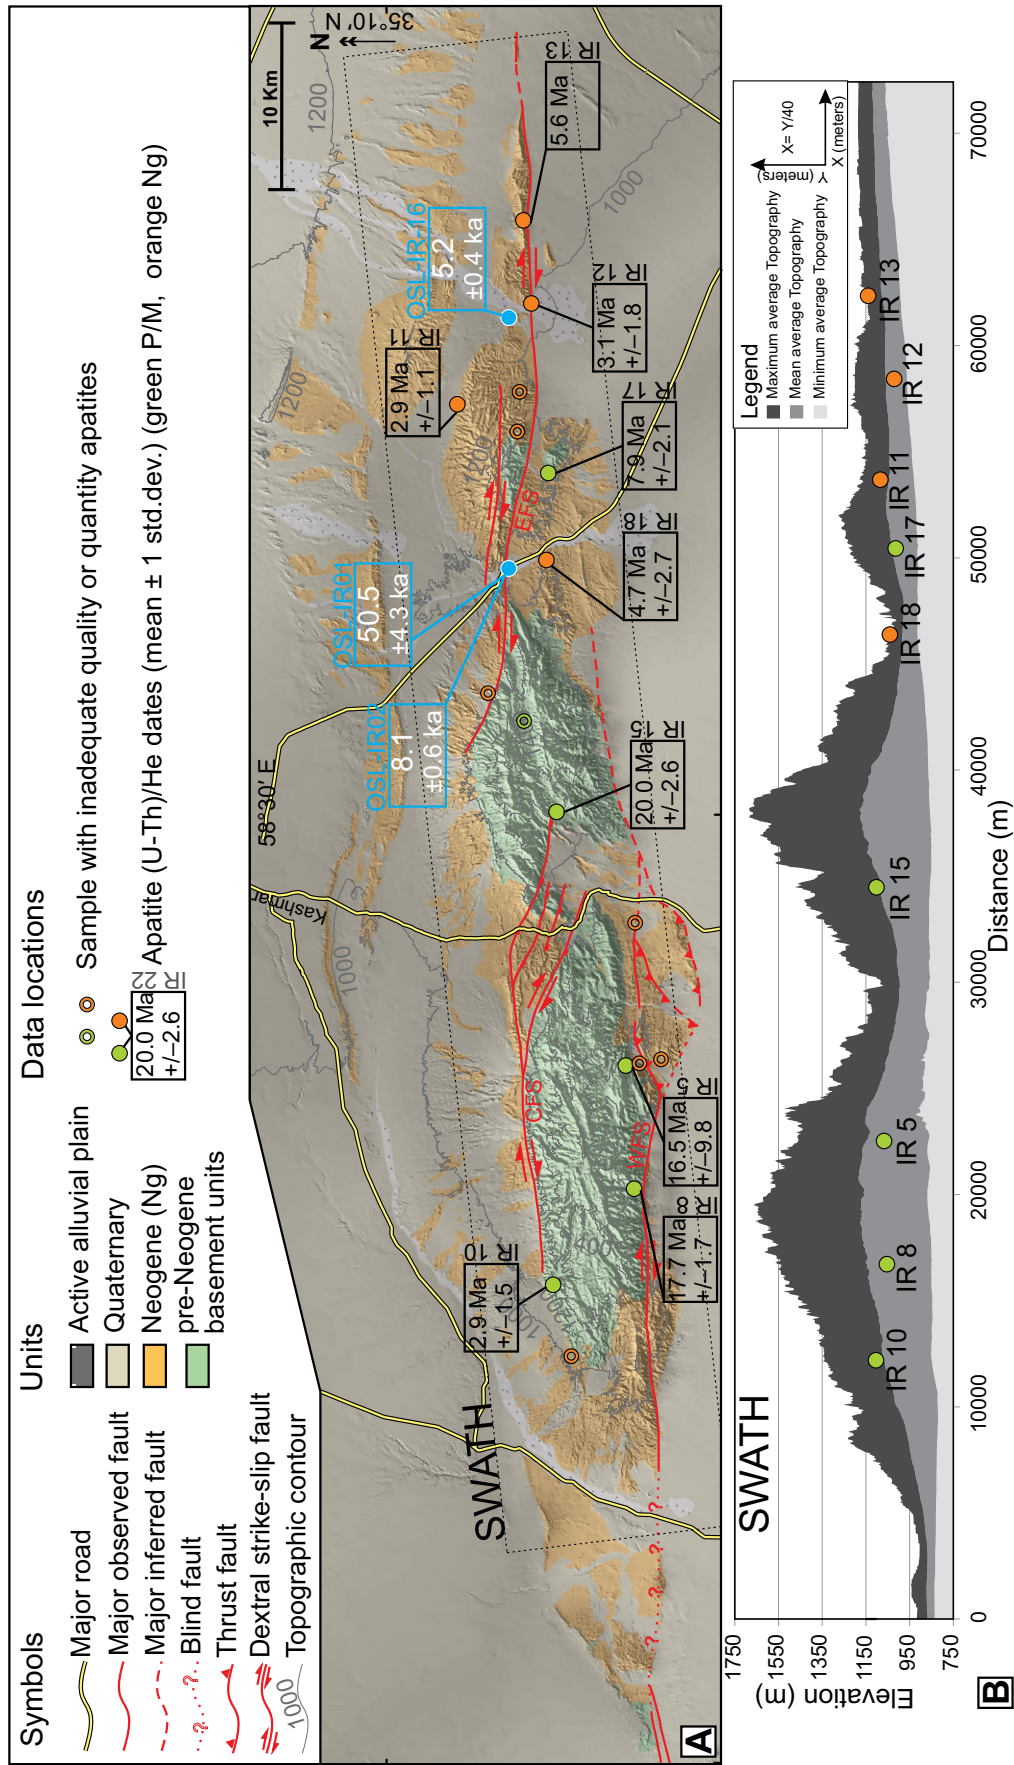 Symbols
Major road
Major observed fault
Major inferred fault
?
?
Blind fault
Thrust fault
Dextral strike-slip fault
1000
Topographic contour
Units
Active alluvial plain
Quaternary
Neogene (Ng)
pre-Neogene
basement units
Data locations
Sample with inadequate quality or quantity apatites
20.0 Ma
+/−2.6
IR 22
Apatite (U-Th)/He dates (mean ± 1 std.dev.) (green P/M, orange Ng)
58°30' E
35°10' N
N
10 Km
Kashmar
1000
1200
1200
1200
1000
1000
1200
1400
SWATH
OSL-IR02
8.1
±0.6 ka
OSL-IR01
50.5
±4.3 ka
OSL-IR-16
5.2
±0.4 ka
2.9 Ma
+/−1.5
IR 10
17.7 Ma
+/−1.7
IR 8
16.5 Ma
+/−9.8
IR 5
20.0 Ma
+/−2.6
IR 15
4.7 Ma
+/−2.7
IR 18
7.9 Ma
+/−2.1
IR 17
2.9 Ma
+/−1.1
IR 11
3.1 Ma
+/−1.8
IR 12
5.6 Ma
IR 13
CFS
WFS
EFS
?
?
?
A
SWATH
Legend
Maximum average Topography
Mean average Topography
Minimum average Topography
Y (meters)
X= Y/40
X (meters)
1750
1550
1350
1150
950
750
Elevation (m)
IR 10
IR 8
IR 5
IR 15
IR 18
IR 17
IR 11
IR 12
IR 13
0
10000
20000
30000
40000
50000
60000
70000
Distance (m)
B